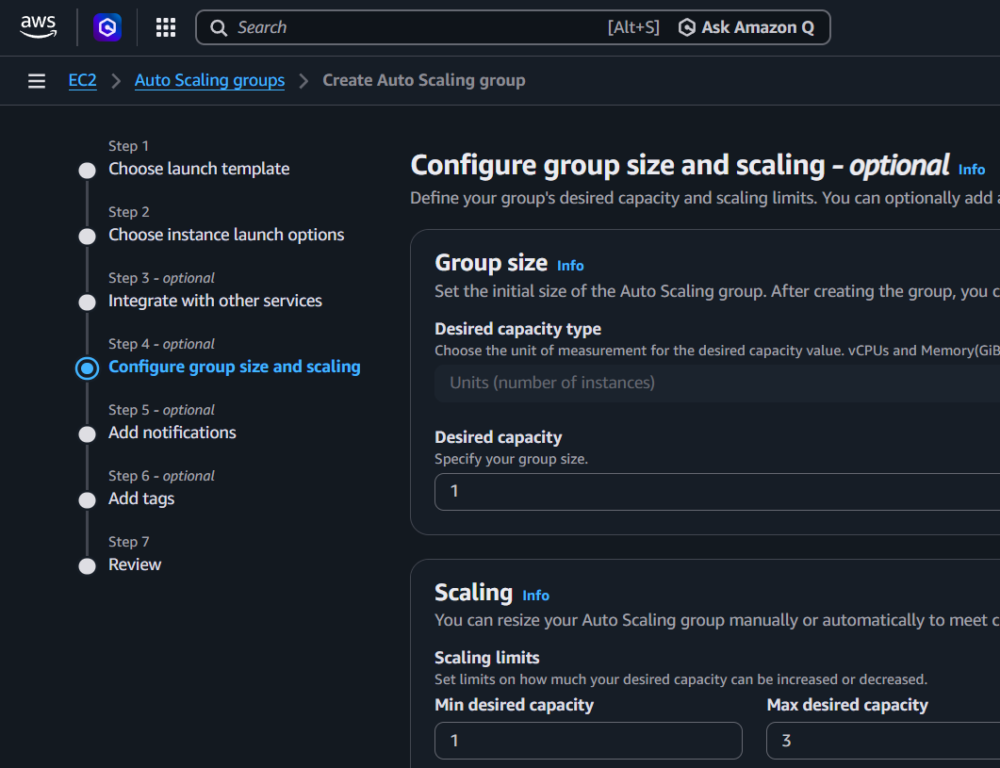 aws
Search [Alt+S] Ask Amazon Q
EC2 Auto Scaling groups Create Auto Scaling group
Step 1
Choose launch template
Step 2
Choose instance launch options
Step 3 - optional
Integrate with other services
Step 4 - optional
Configure group size and scaling
Step 5 - optional
Add notifications
Step 6 - optional
Add tags
Step 7
Review
Configure group size and scaling - optional Info
Define your group's desired capacity and scaling limits. You can optionally add
Group size Info
Set the initial size of the Auto Scaling group. After creating the group, you
Desired capacity type
Choose the unit of measurement for the desired capacity value. vCPUs and Memory(GiB
Units (number of instances)
Desired capacity
Specify your group size.
1
Scaling Info
You can resize your Auto Scaling group manually or automatically to meet
Scaling limits
Set limits on how much your desired capacity can be increased or decreased.
Min desired capacity Max desired capacity
1 3